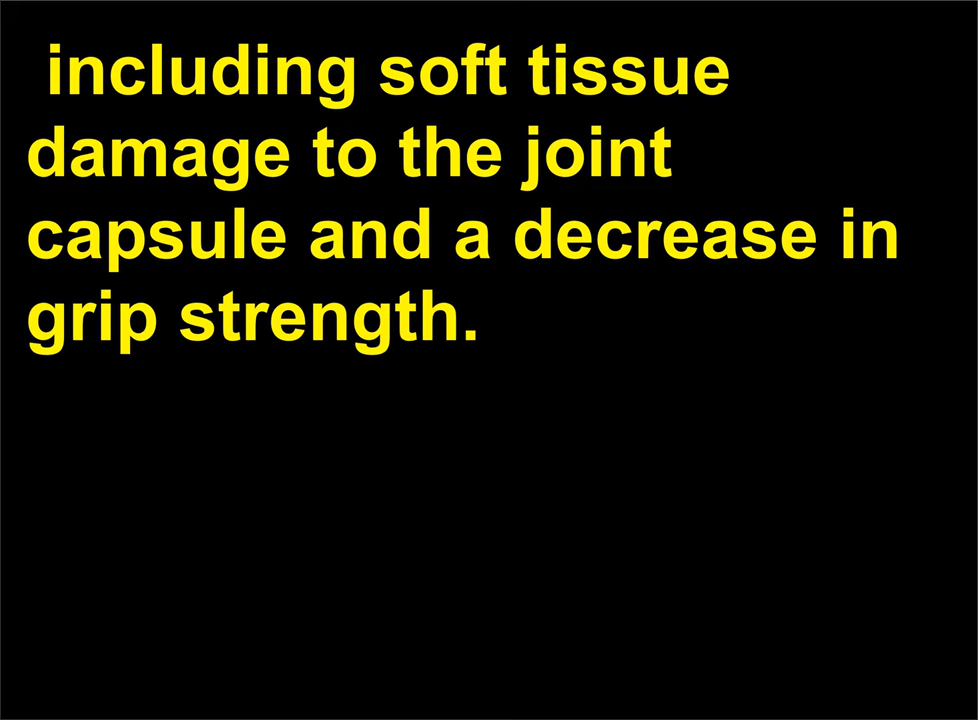 including soft tissue
damage to the joint
capsule and a decrease in
grip strength.